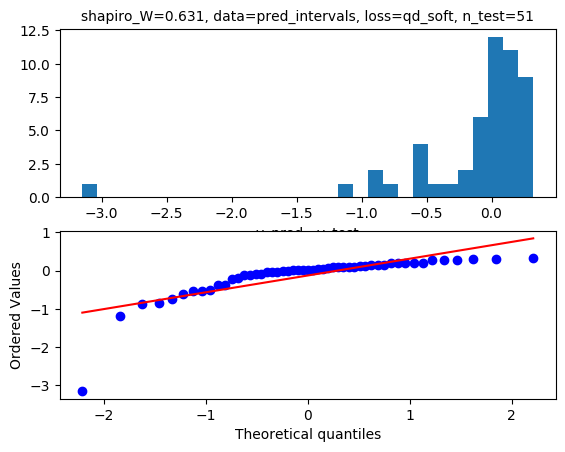 shapiro_W=0.631, data=pred_intervals, loss=qd_soft, n_test=51
12.5
10.0
7.5
5.0
2.5
0.0
−3.0 −2.5 −2.0 −1.5 −1.0 −0.5 0.0
1
0
−1
−2
−3
Ordered Values
−2 −1 0 1 2
Theoretical quantiles